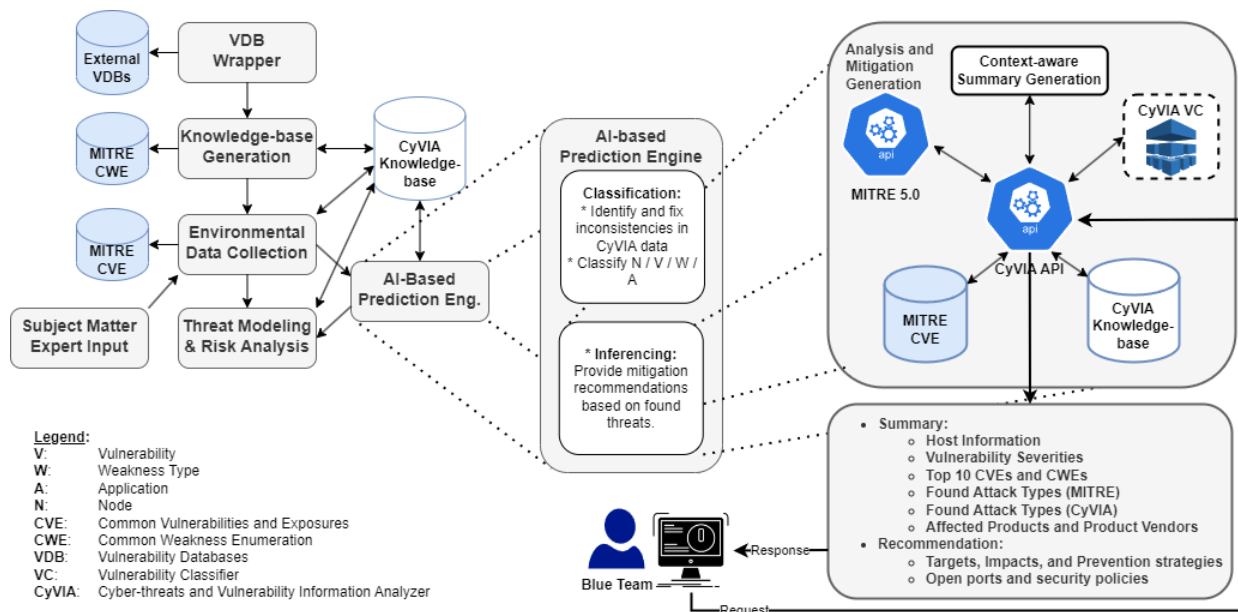 External
VDBs
VDB
Wrapper
MITRE
CWE
Knowledge-base
Generation
CyVIA
Knowledge-
base
MITRE
CVE
Environmental
Data Collection
AI-Based
Prediction Eng.
Subject Matter
Expert Input
Threat Modeling
& Risk Analysis
Legend:
V: Vulnerability
W: Weakness Type
A: Application
N: Node
CVE: Common Vulnerabilities and Exposures
CWE: Common Weakness Enumeration
VDB: Vulnerability Databases
VC: Vulnerability Classifier
CyVIA: Cyber-threats and Vulnerability Information Analyzer
AI-based
Prediction Engine
Classification:
* Identify and fix
inconsistencies in
CyVIA data
* Classify N / V / W /
A
* Inferencing:
Provide mitigation
recommendations
based on found
threats.
Analysis and
Mitigation
Generation
Context-aware
Summary Generation
CyVIA VC
api
MITRE 5.0
api
CyVIA API
MITRE
CVE
CyVIA
Knowledge-
base
• Summary:
○ Host Information
○ Vulnerability Severities
○ Top 10 CVEs and CWEs
○ Found Attack Types (MITRE)
○ Found Attack Types (CyVIA)
○ Affected Products and Product Vendors
• Recommendation:
○ Targets, Impacts, and Prevention strategies
○ Open ports and security policies
Blue Team
Response
Request